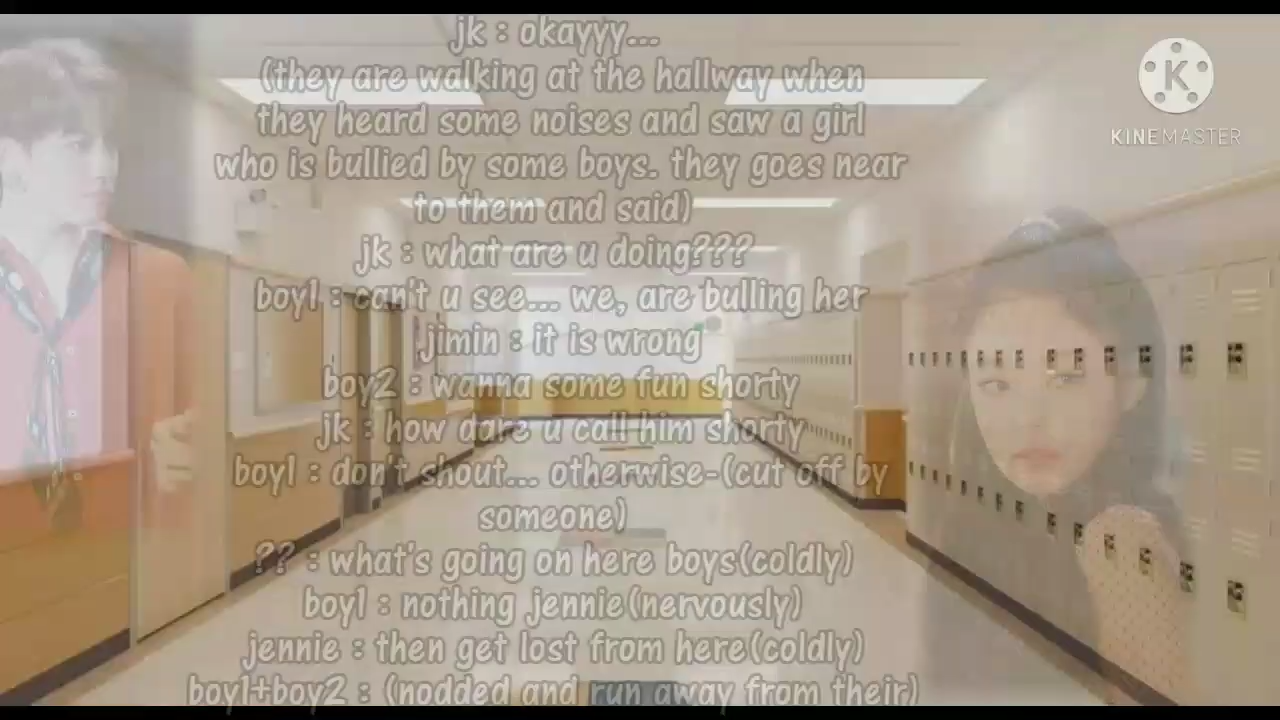 jk : okayyy...
(they are walking at the hallway when
they heard some noises and saw a girl
who is bullied by some boys. they goes near
to them and said)
jk : what are u doing???
boy1 : can't u see... we, are bulling her
jimin : it is wrong
boy2 : wanna some fun shorty
jk : how dare u call him shorty
boy1 : don't shout... otherwise-(cut off by
someone)
?? : what's going on here boys(coldly)
boy1 : nothing jennie(nervously)
jennie : then get lost from here(coldly)
boy1+boy2 : (nodded and run away from their)
K
KINEMASTER